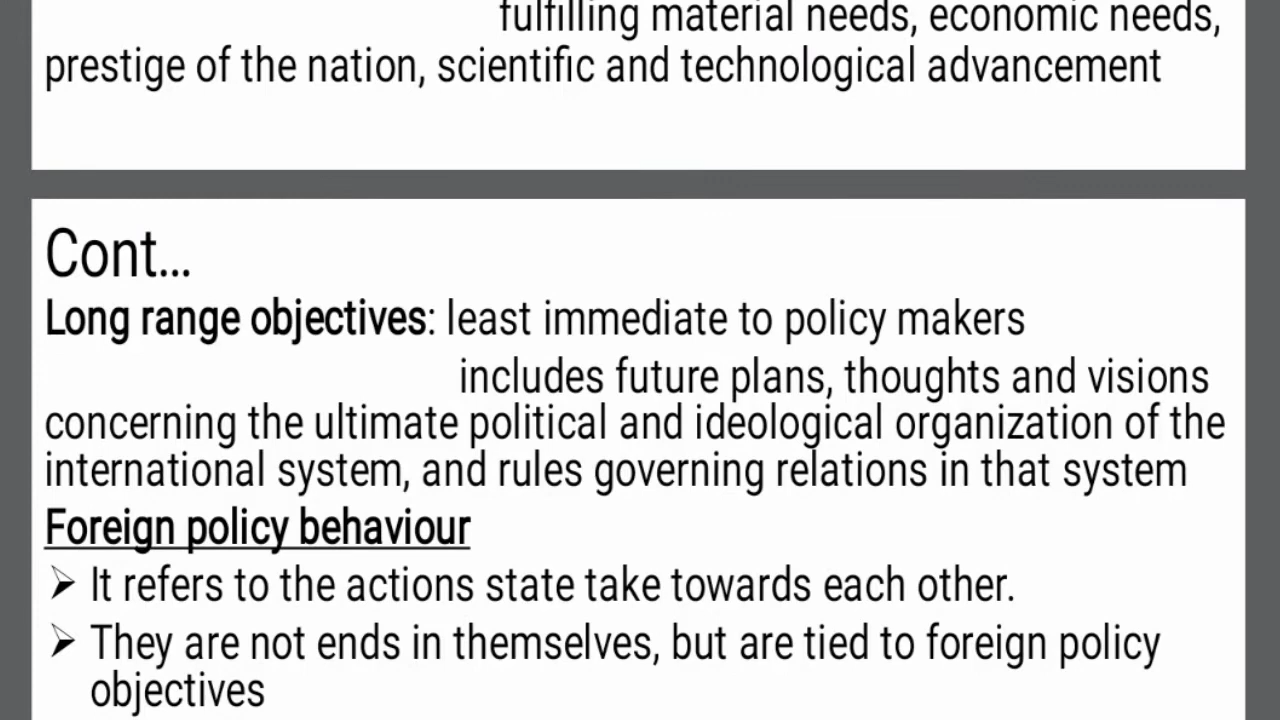 fulfilling material needs, economic needs,
prestige of the nation, scientific and technological advancement
Cont…
Long range objectives: least immediate to policy makers
includes future plans, thoughts and visions
concerning the ultimate political and ideological organization of the
international system, and rules governing relations in that system
Foreign policy behaviour
➢ It refers to the actions state take towards each other.
➢ They are not ends in themselves, but are tied to foreign policy
objectives